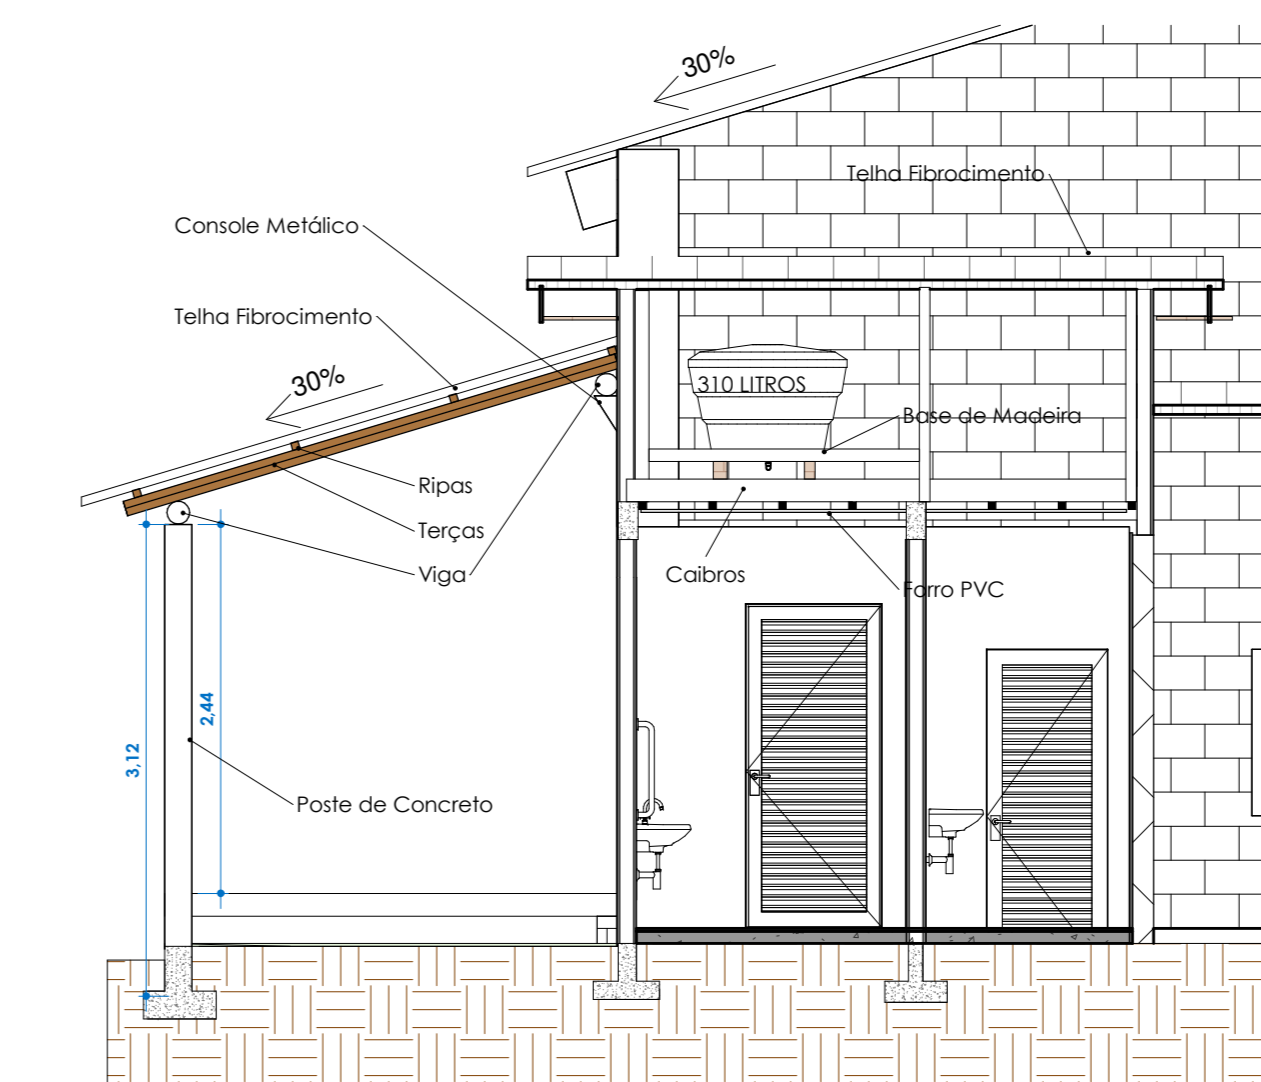 30%
Telha Fibrocimento
Console Metálico
Telha Fibrocimento
30%
310 LITROS
Base de Madeira
Ripas
Terças
Viga
Caibros
Forro PVC
2,44
3,12
Poste de Concreto